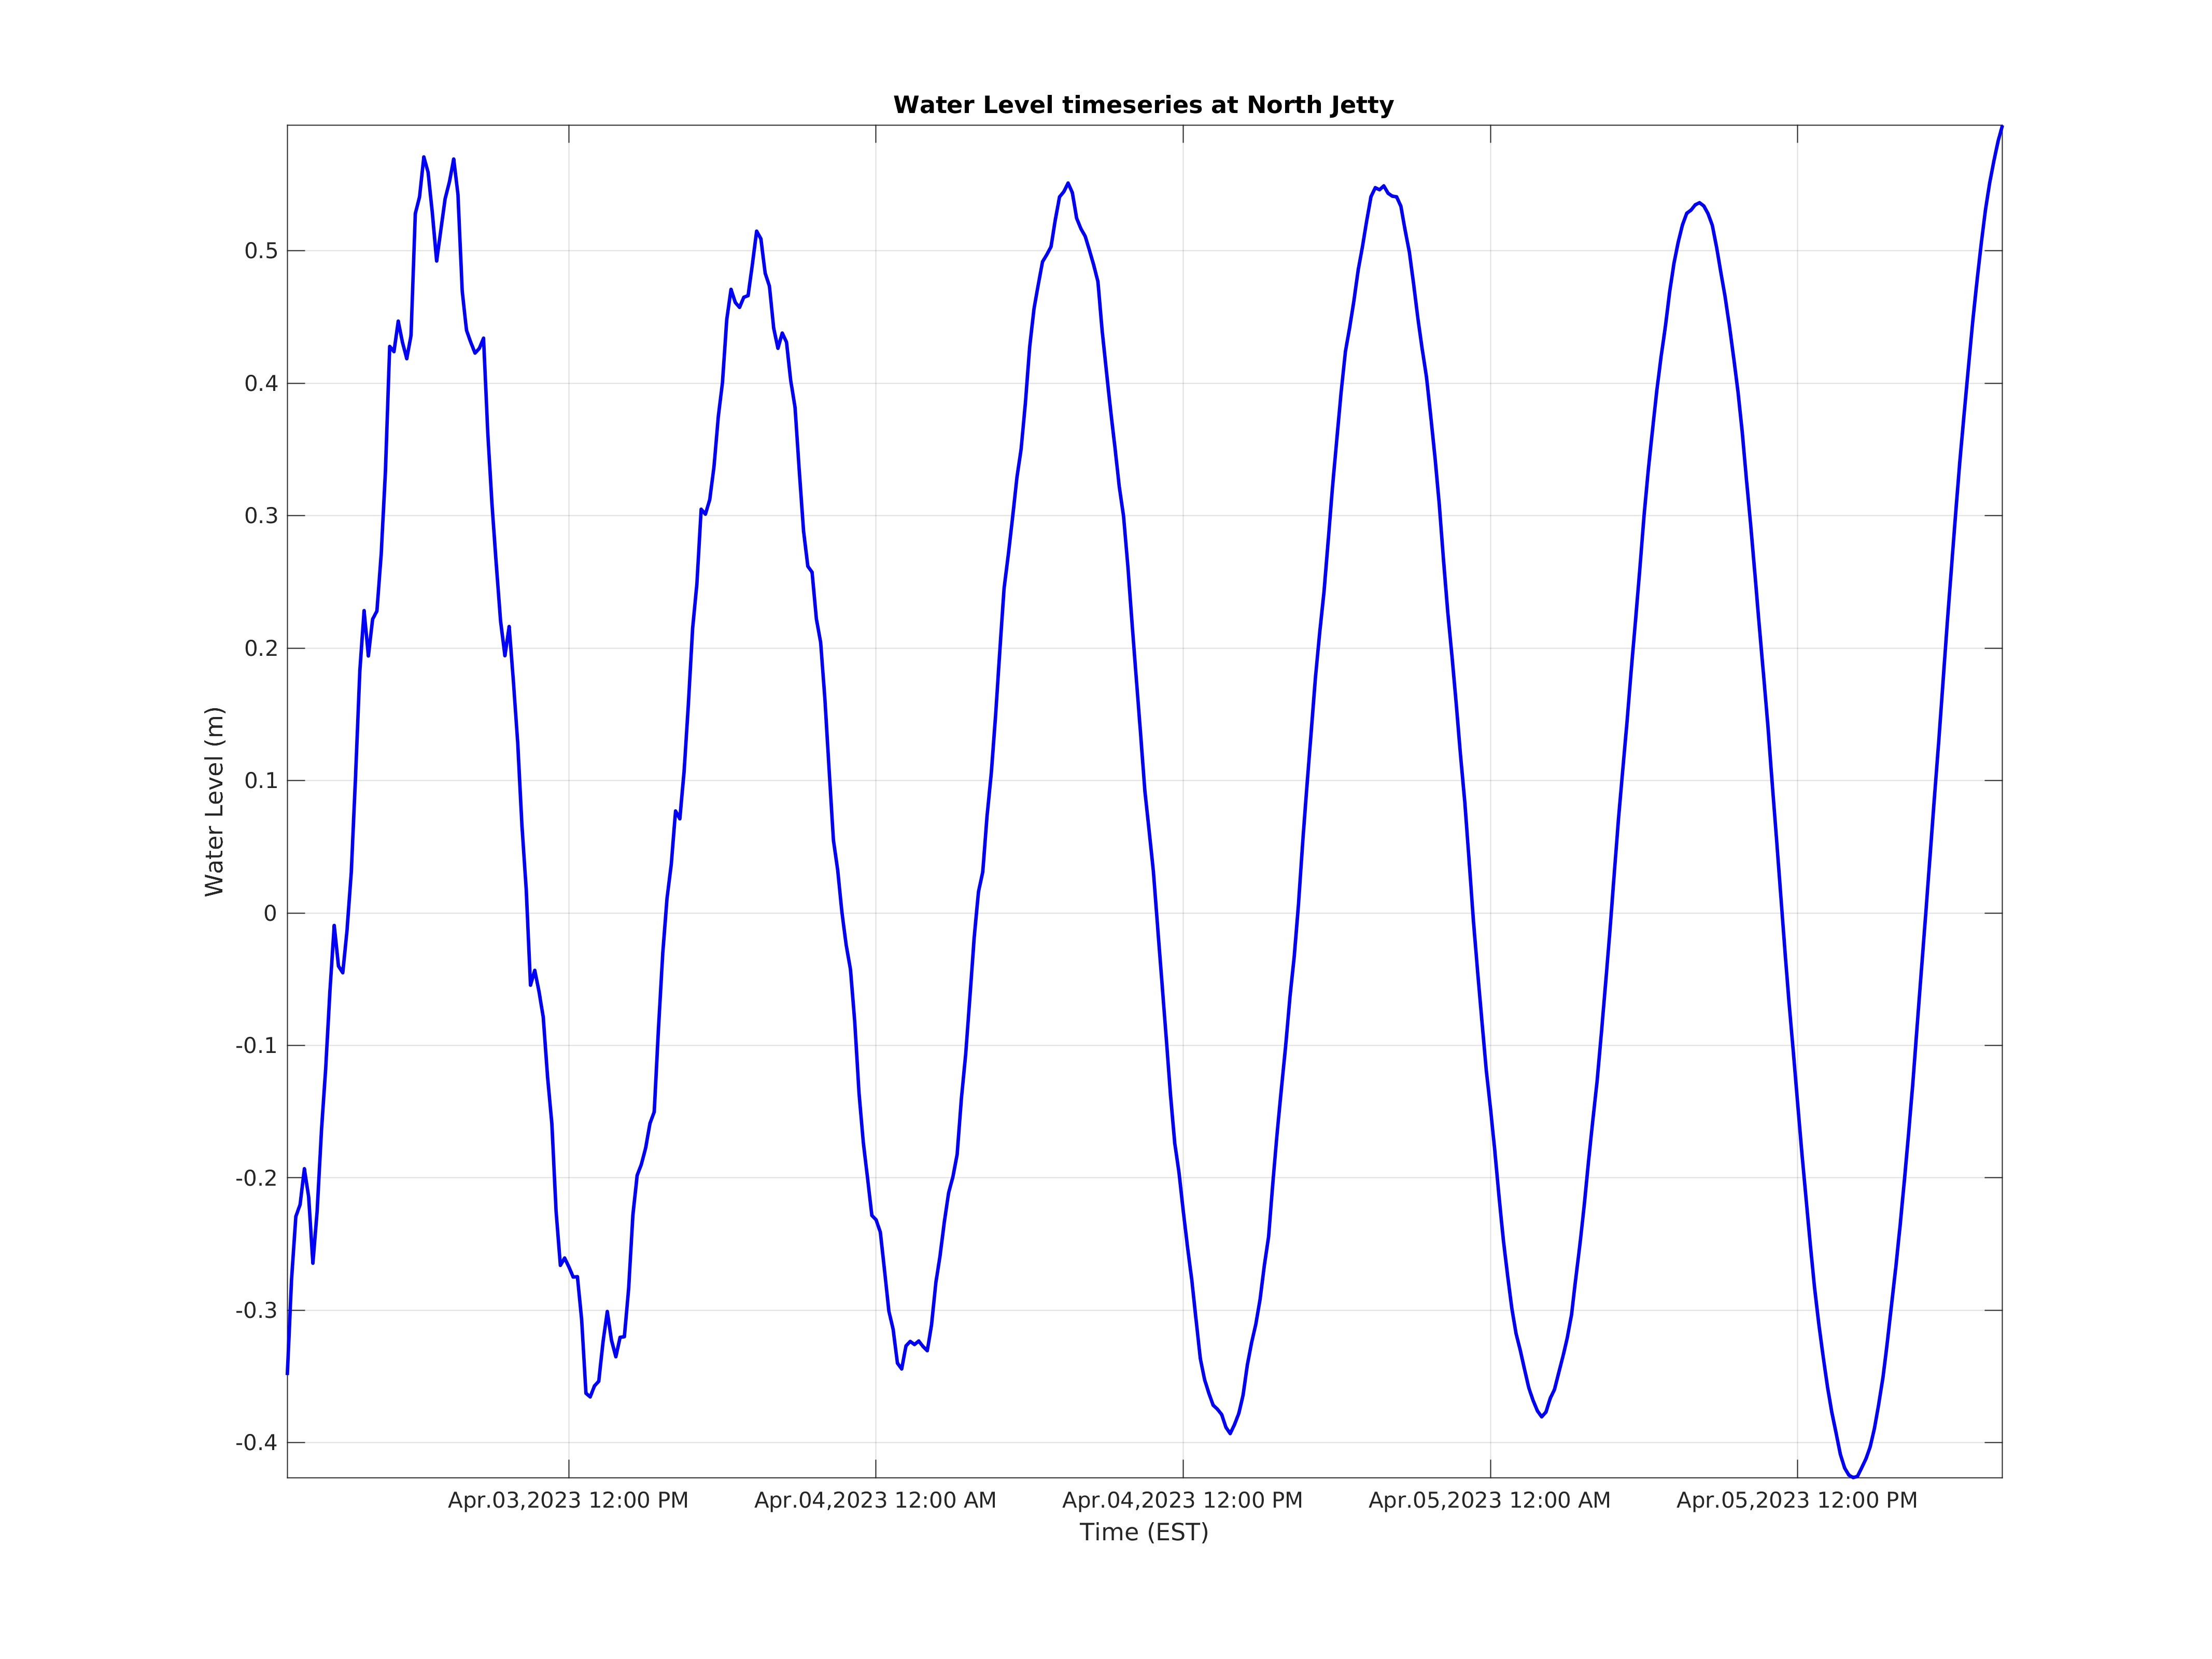 Water Level timeseries at North Jetty
Water Level (m)
0.5
0.4
0.3
0.2
0.1
0
-0.1
-0.2
-0.3
-0.4
Apr.03,2023 12:00 PM
Apr.04,2023 12:00 AM
Apr.04,2023 12:00 PM
Apr.05,2023 12:00 AM
Apr.05,2023 12:00 PM
Time (EST)